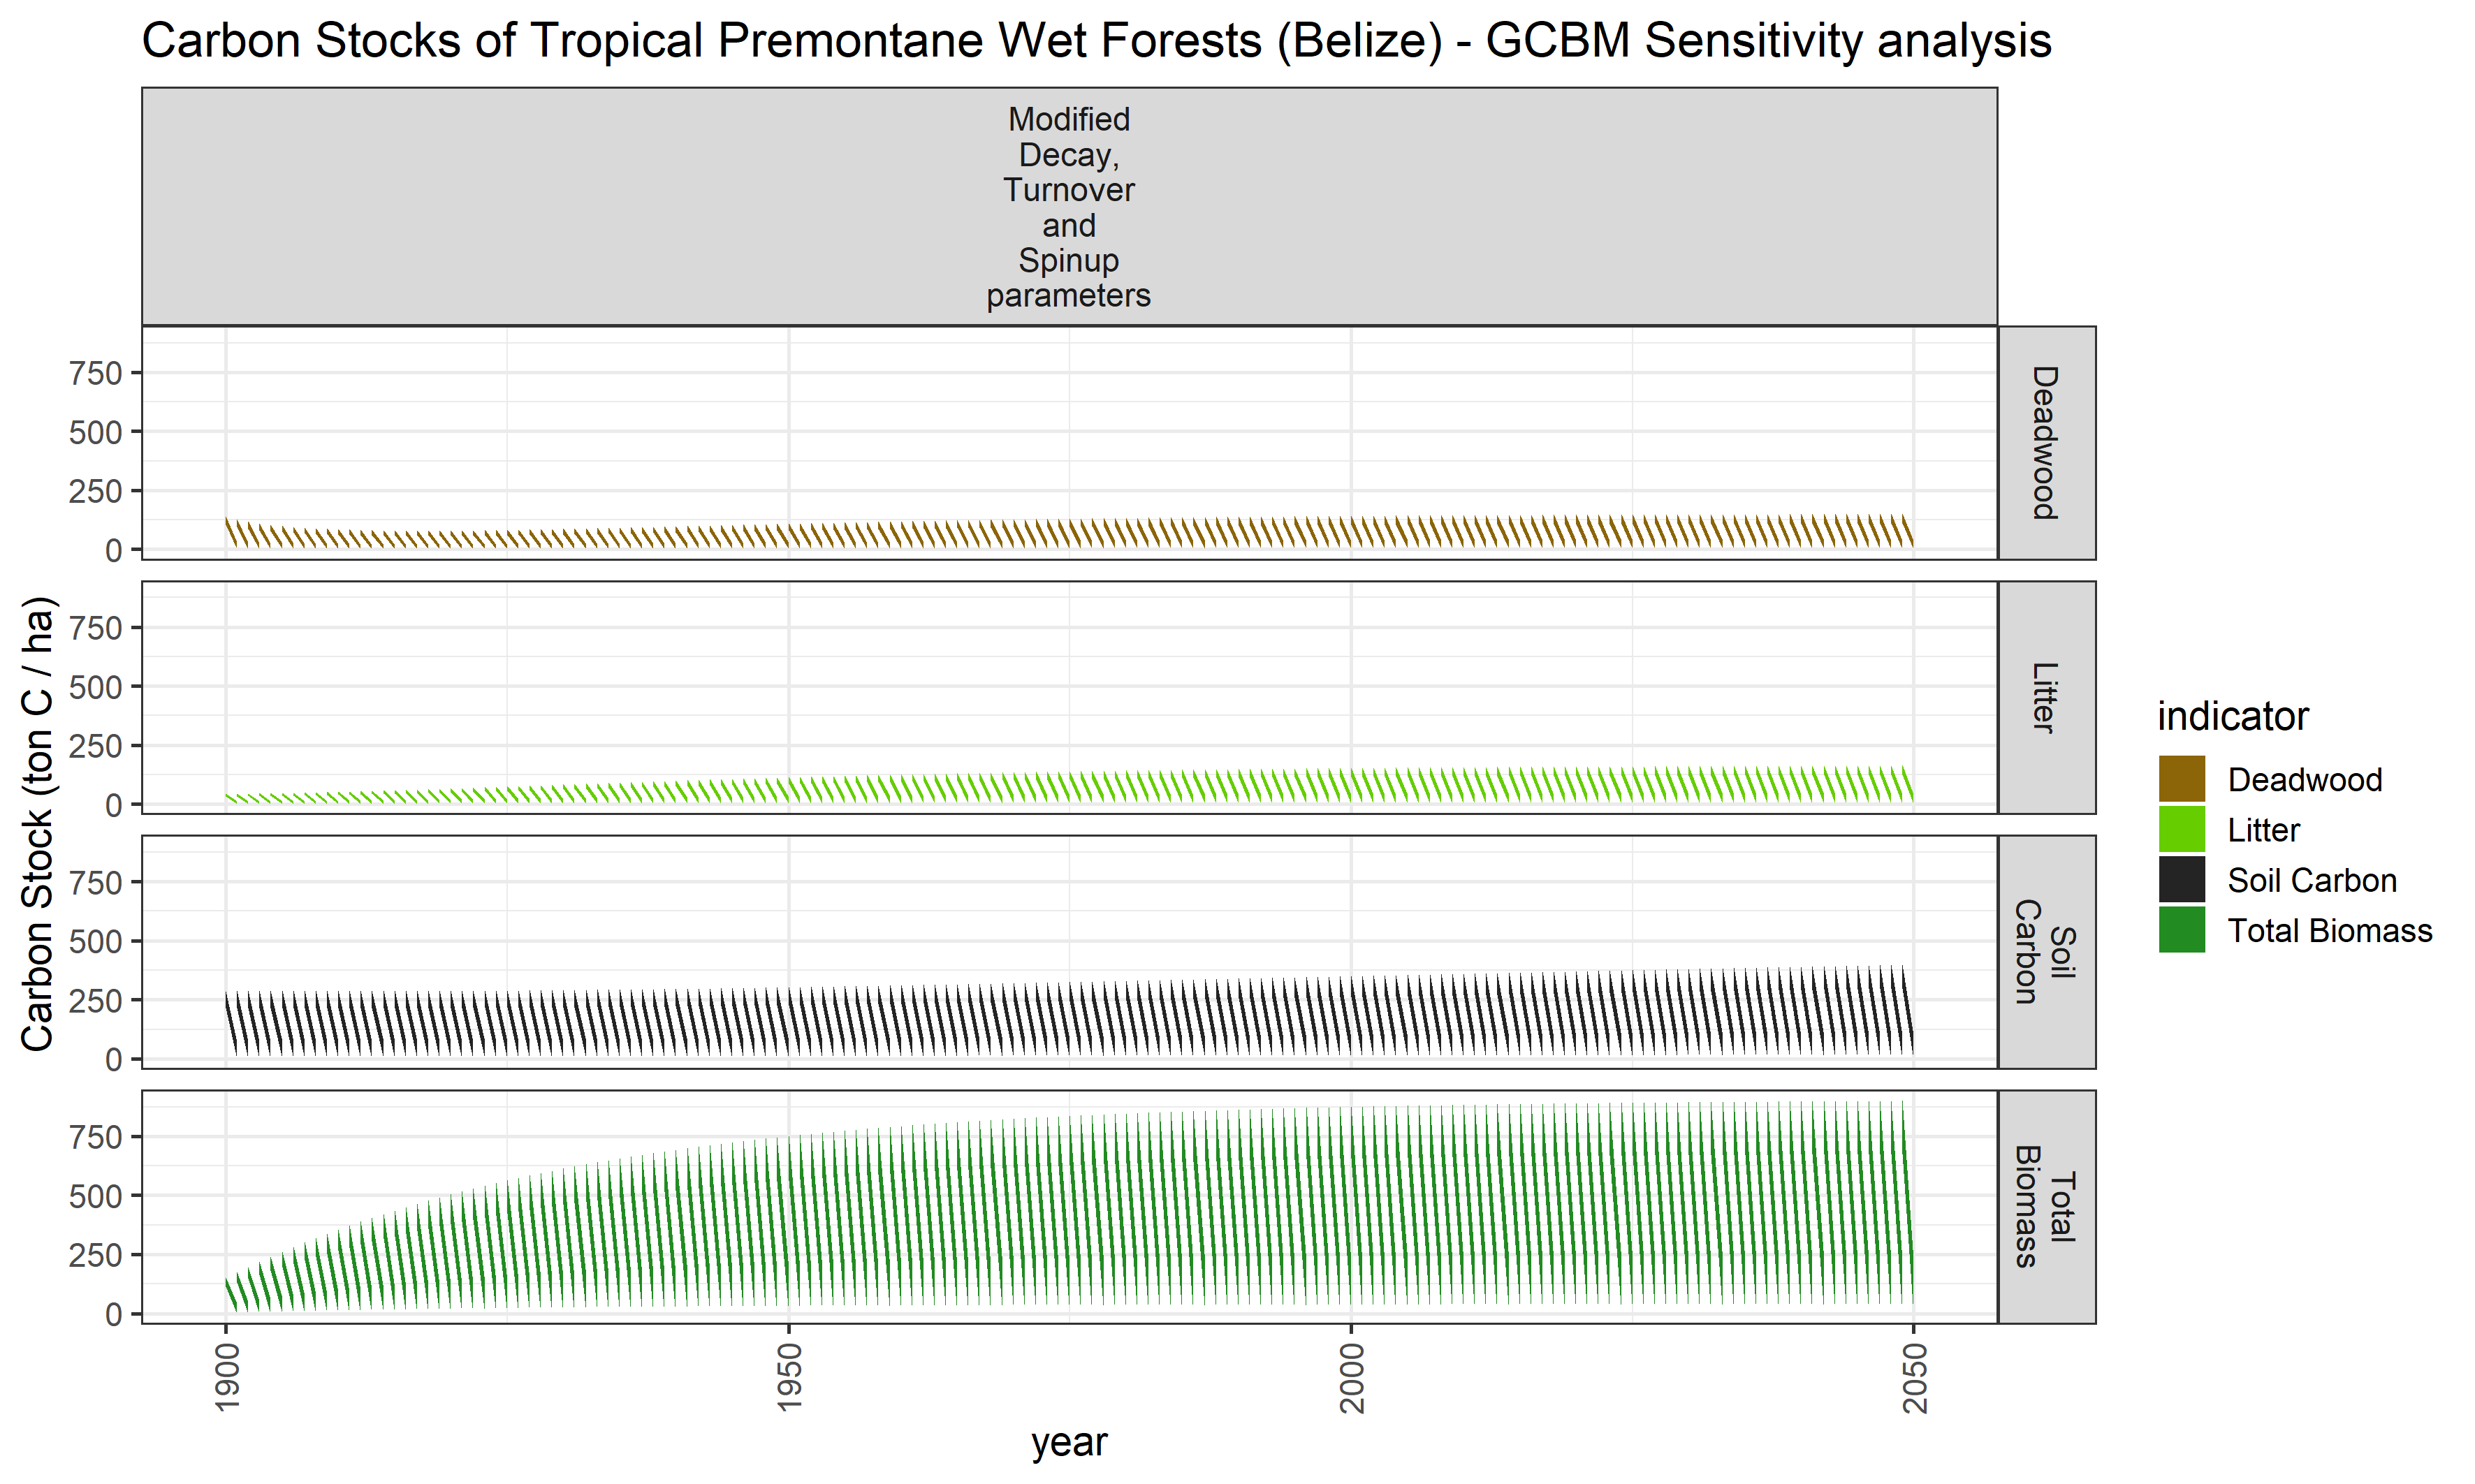 Carbon Stocks of Tropical Premontane Wet Forests (Belize) - GCBM Sensitivity analysis
Modified
Decay,
Turnover
and
Spinup
parameters
Carbon Stock (ton C / ha)
750
500
250
0
Deadwood
750
500
250
0
Litter
750
500
250
0
Soil
Carbon
750
500
250
0
Total
Biomass
1900
1950
2000
2050
year
indicator
Deadwood
Litter
Soil Carbon
Total Biomass